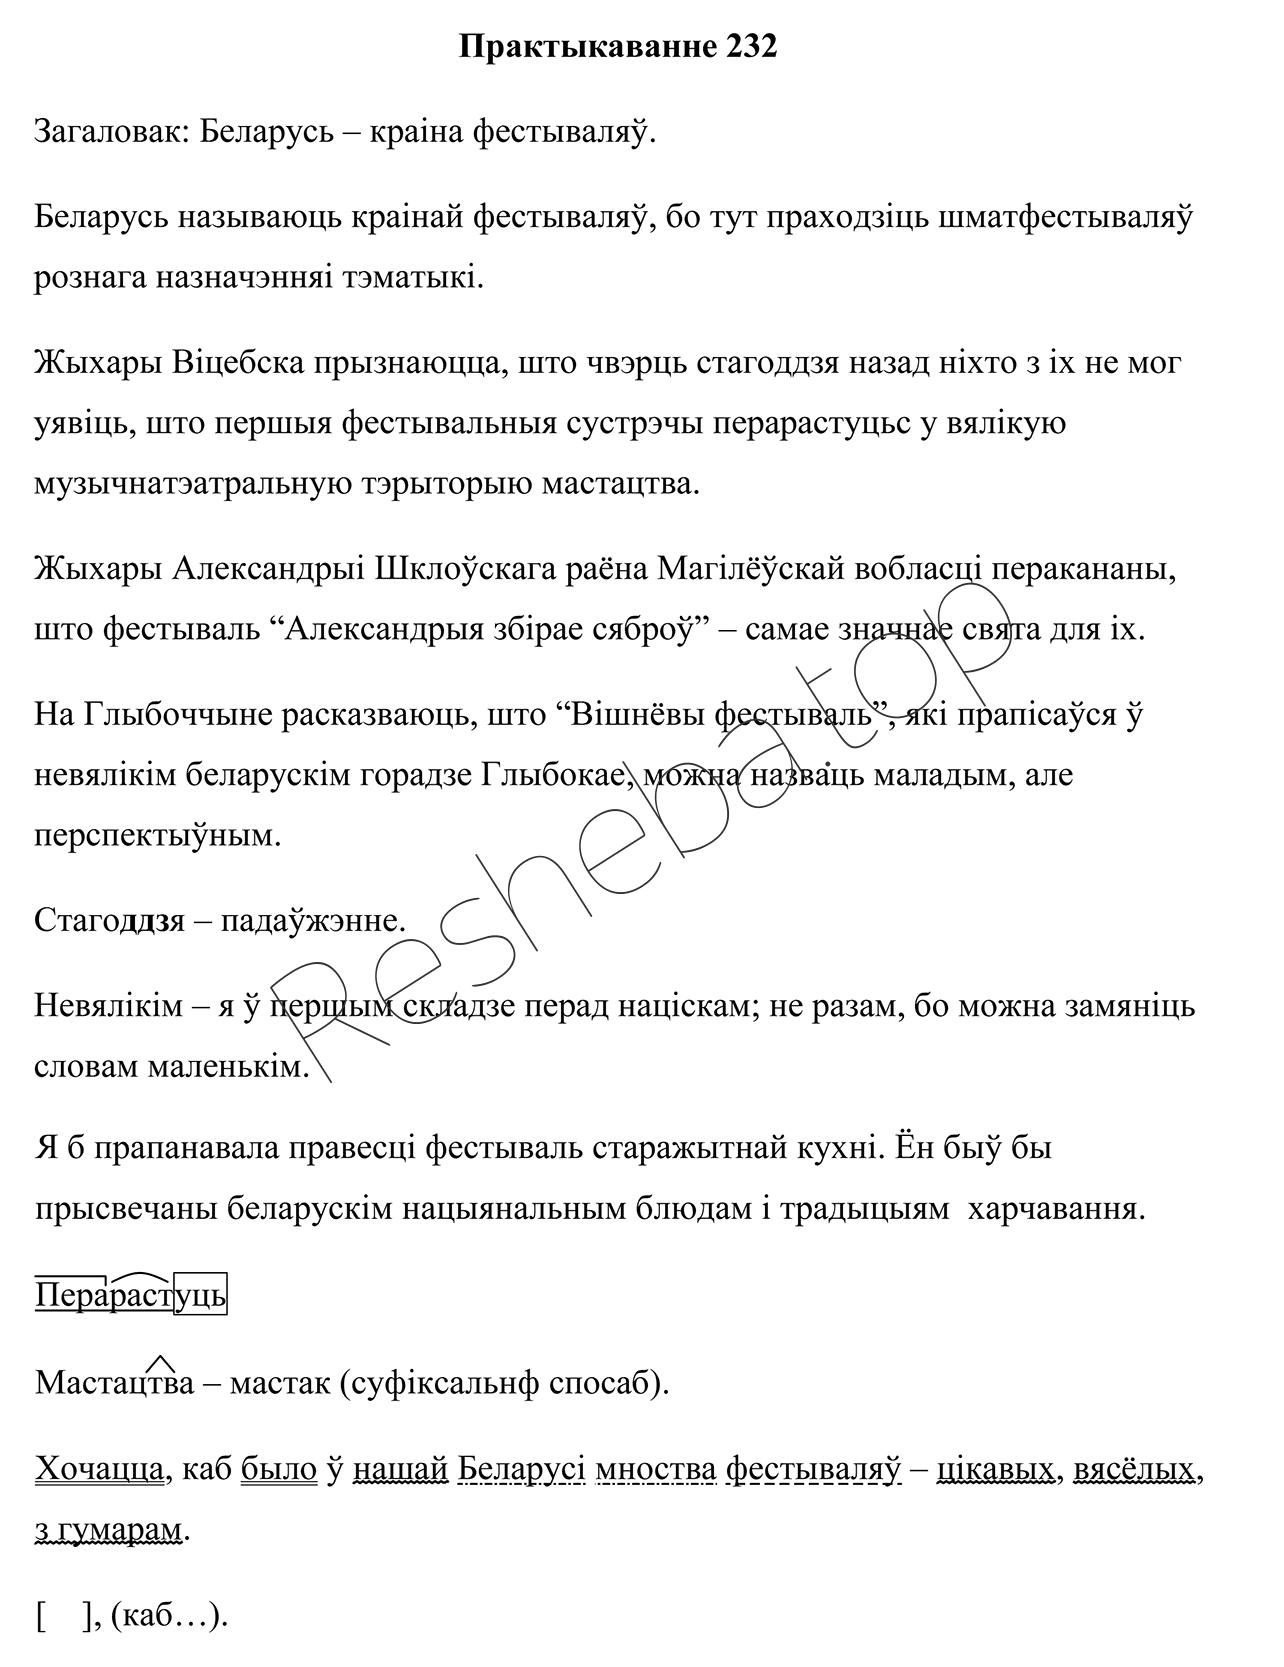 Практыкаванне 232
Загаловак: Беларусь – краіна фестываляў.
Беларусь называюць краінай фестываляў, бо тут праходзіць шматфестываляў
рознага назначэнняі тэматыкі.
Жыхары Віцебска прызнаюцца, што чвэрць стагоддзя назад ніхто з іх не мог
уявіць, што першыя фестывальныя сустрэчы перарастуцьс у вялікую
музычнатэатральную тэрыторыю мастацтва.
Жыхары Александрыі Шклоўскага раёна Магілёўскай вобласці перакананы,
што фестываль “Александрыя збірае сяброў” – самае значнае свята для іх.
На Глыбоччыне расказваюць, што “Вішнёвы фестываль”, які прапісаўся ў
невялікім беларускім горадзе Глыбокае, можна назваць маладым, але
перспектыўным.
Стагоддзя – падаўжэнне.
Невялікім – я ў першым складзе перад націскам; не разам, бо можна замяніць
словам маленькім.
Я б прапанавала правесці фестываль старажытнай кухні. Ён быў бы
прысвечаны беларускім нацыянальным блюдам і традыцыям  харчавання.
Перарастуць
Мастацтва – мастак (суфіксальнф спосаб).
Хочацца, каб было ў нашай Беларусі мноства фестываляў – цікавых, вясёлых,
з гумарам.
[    ], (каб…).
Resheba.top